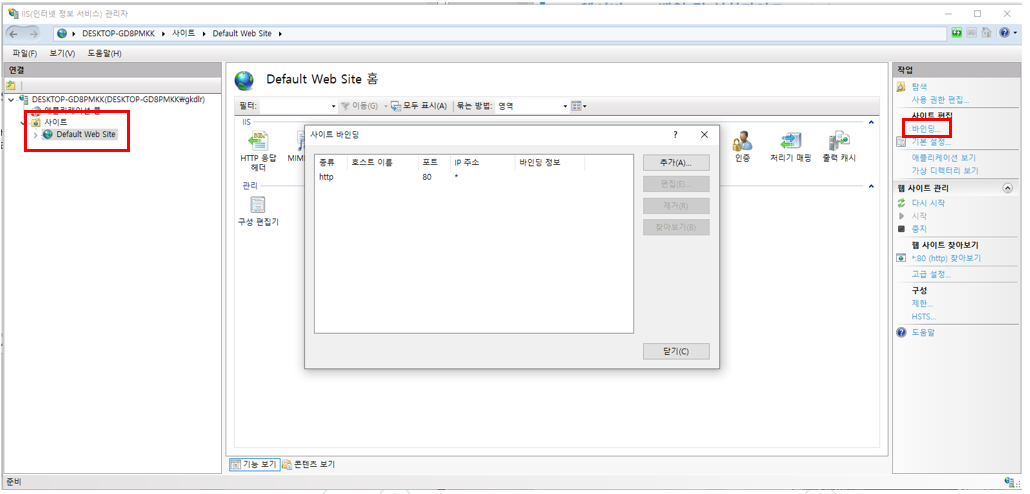 IIS(인터넷 정보 서비스) 관리자
DESKTOP-GD8PMKK 사이트 Default Web Site
파일(F) 보기(V) 도움말(H)
연결
DESKTOP-GD8PMKK(DESKTOP-GD8PMKK₩gkdlr)
애플리케이션 풀
사이트
Default Web Site
Default Web Site 홈
필터: 이동(G) 모두 표시(A) 묶는 방법: 영역
IIS
HTTP 응답 헤더
MIM
인증
처리기 매핑
출력 캐시
관리
구성 편집기
사이트 바인딩
? ×
종류 호스트 이름 포트 IP 주소 바인딩 정보
http 80 *
추가(A)...
편집(E)...
제거(R)
찾아보기(B)
닫기(C)
기능 보기 콘텐츠 보기
작업
탐색
사용 권한 편집...
사이트 편집
바인딩...
기본 설정...
애플리케이션 보기
가상 디렉터리 보기
웹 사이트 관리
다시 시작
시작
중지
웹 사이트 찾아보기
*:80 (http) 찾아보기
고급 설정...
구성
제한...
HSTS...
도움말
준비